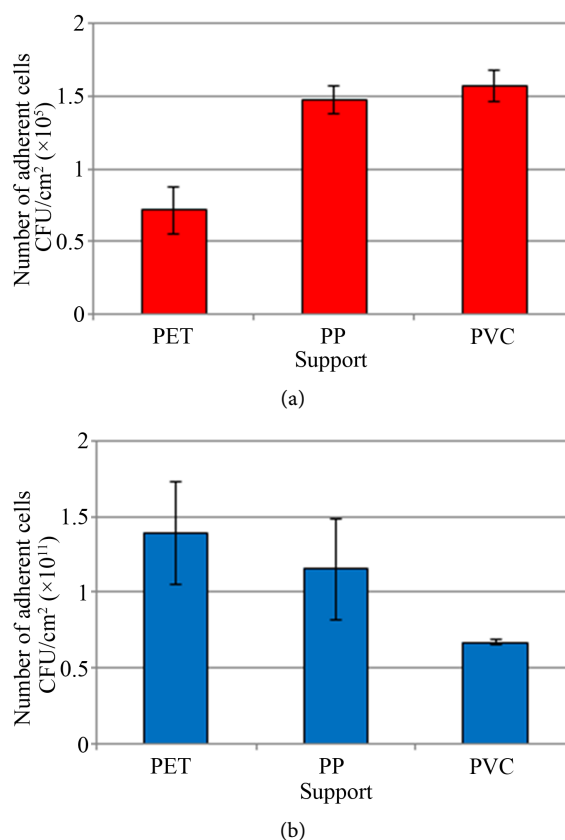 2
1.5
1
0.5
0
Number of adherent cells
CFU/cm² (×10⁵)
PET PP PVC
Support
(a)
2
1.5
1
0.5
0
Number of adherent cells
CFU/cm² (×10¹¹)
PET PP PVC
Support
(b)